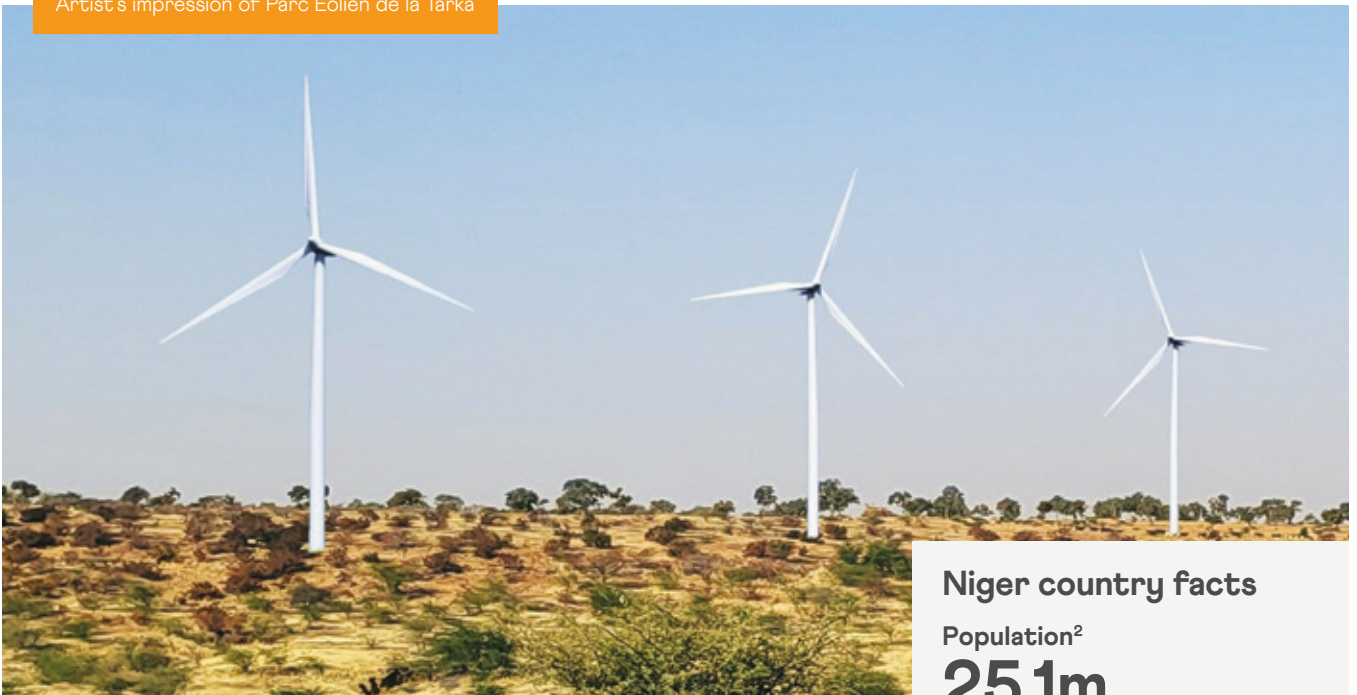 Artist's impression of Parc Eolien de la Tarka
Niger country facts
Population²
25.1m